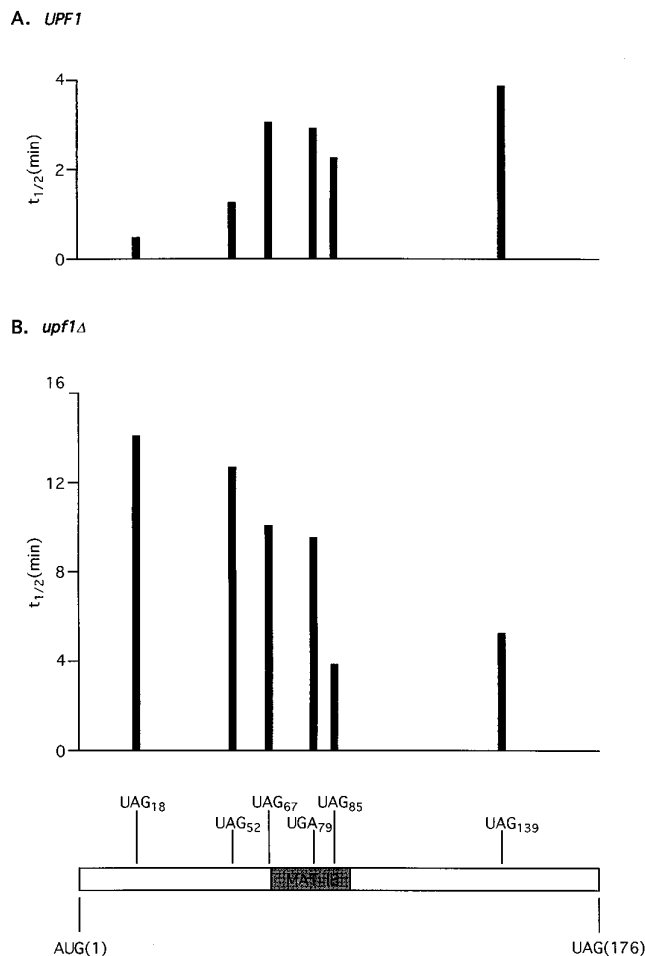 A. UPF1
4
2
0
t1/2(min)
B. upf1Δ
16
12
8
4
0
t1/2(min)
UAG18
UAG52
UAG67
UGA79
UAG85
UAG139
AUG(1)
UAG(176)